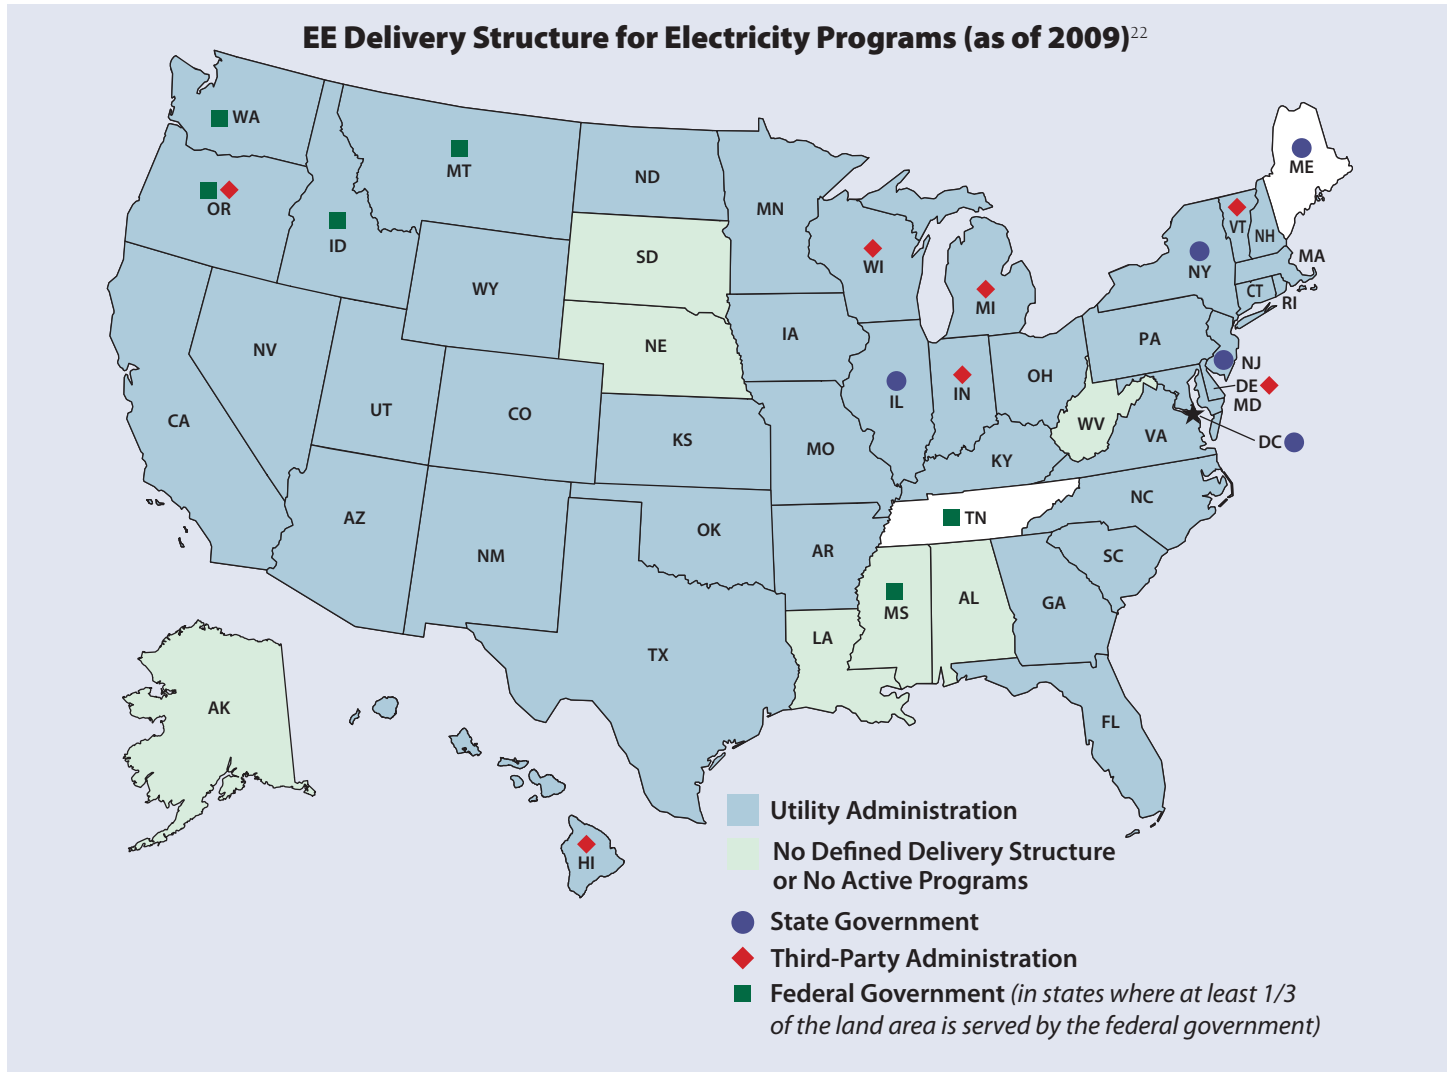 EE Delivery Structure for Electricity Programs (as of 2009)22
WA
MT
ND
MN
OR
ID
SD
WY
WI
MI
ME
VT
NH
NY
MA
CT
RI
NV
NE
IA
PA
NJ
DE
MD
DC
UT
CO
CA
KS
MO
IL
IN
OH
WV
VA
KY
AZ
NM
OK
AR
TN
NC
SC
MS
AL
GA
TX
LA
FL
AK
HI
Utility Administration
No Defined Delivery Structure
or No Active Programs
State Government
Third-Party Administration
Federal Government (in states where at least 1/3
of the land area is served by the federal government)